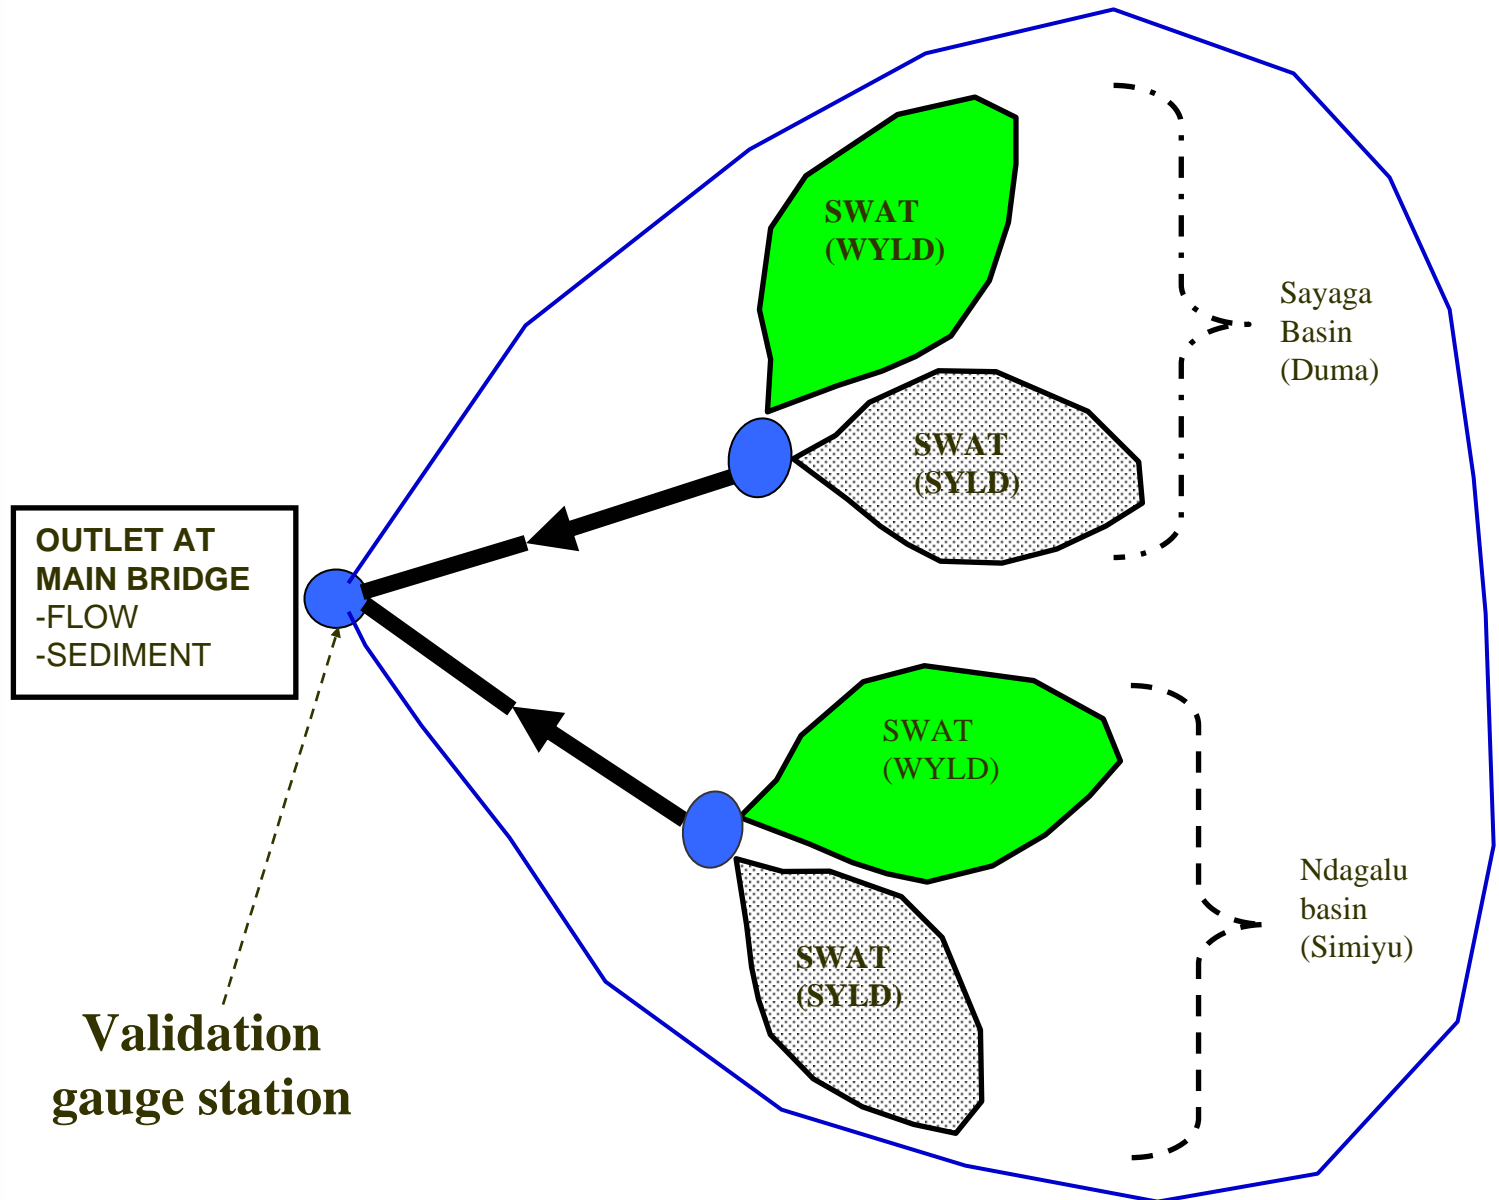 SWAT
(WYLD)
Sayaga
Basin
(Duma)
SWAT
(SYLD)
OUTLET AT
MAIN BRIDGE
-FLOW
-SEDIMENT
SWAT
(WYLD)
Ndagalu
basin
(Simiyu)
SWAT
(SYLD)
Validation
gauge station